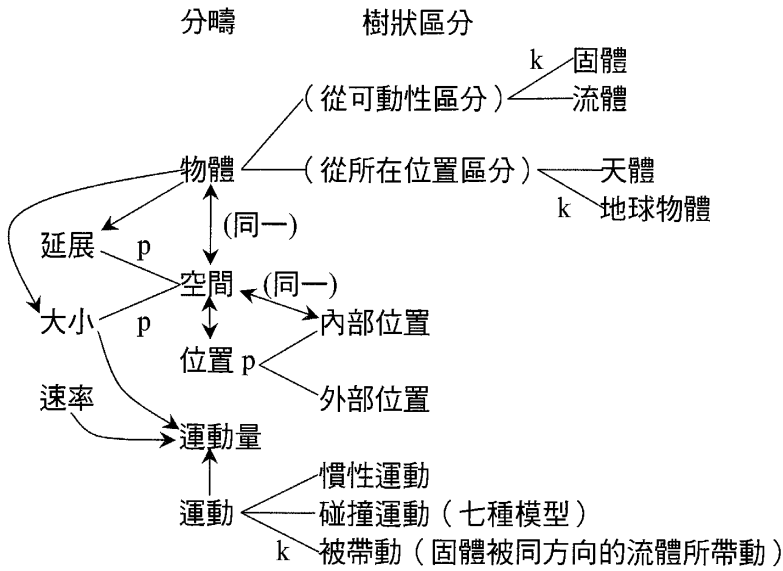 分疇 樹狀區分
k 固體
(從可動性區分) 流體
物體 (從所在位置區分) 天體
k 地球物體
(同一)
延展 p
空間 (同一)
大小 p 內部位置
位置 p
速率 外部位置
運動量
慣性運動
運動 碰撞運動(七種模型)
k 被帶動(固體被同方向的流體所帶動)